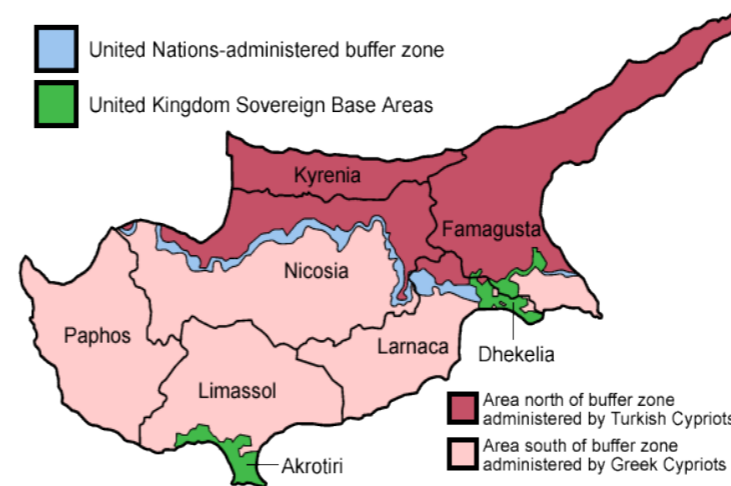 United Nations-administered buffer zone
United Kingdom Sovereign Base Areas
Kyrenia
Famagusta
Nicosia
Paphos
Larnaca
Dhekelia
Limassol
Akrotiri
Area north of buffer zone
administered by Turkish Cypriots
Area south of buffer zone
administered by Greek Cypriots